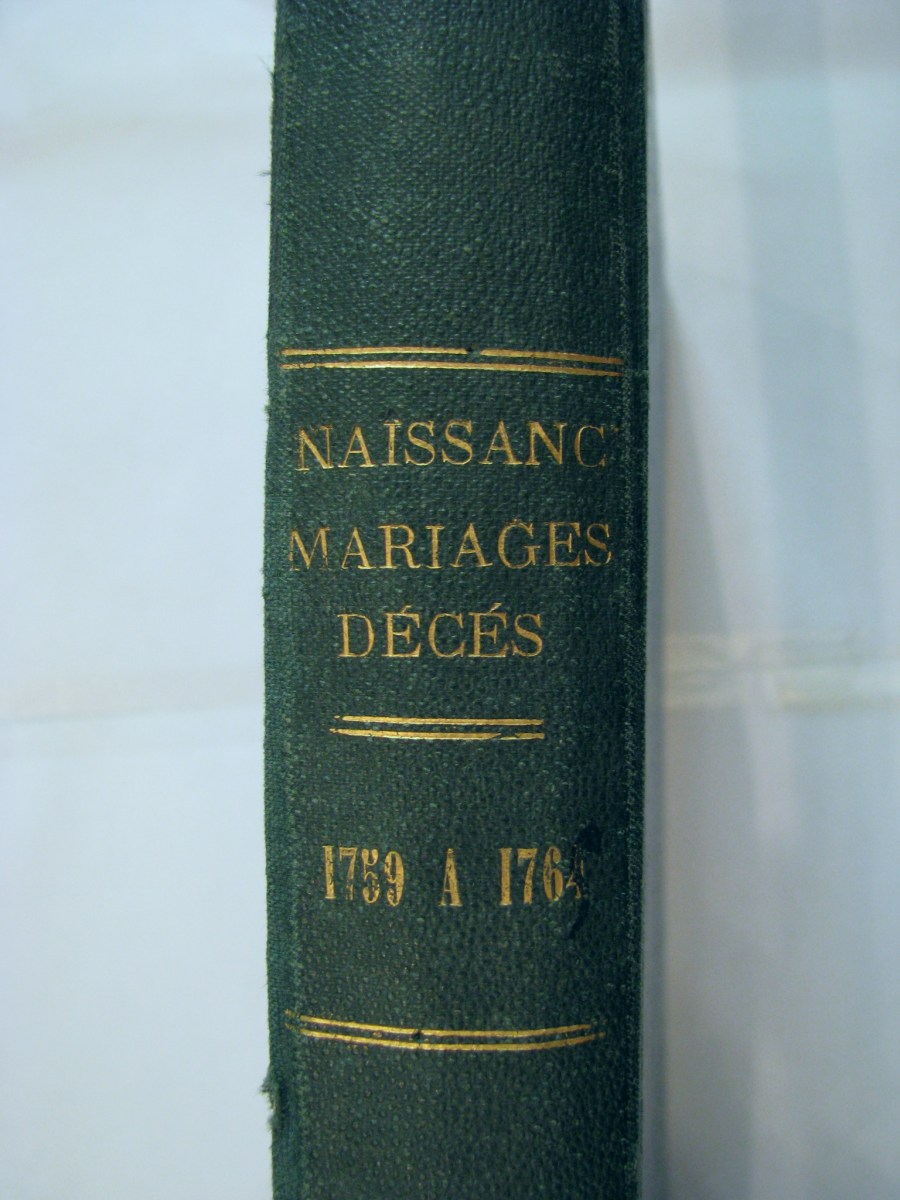 NAISSANC
MARIAGES
DÉCÉS
1759 A